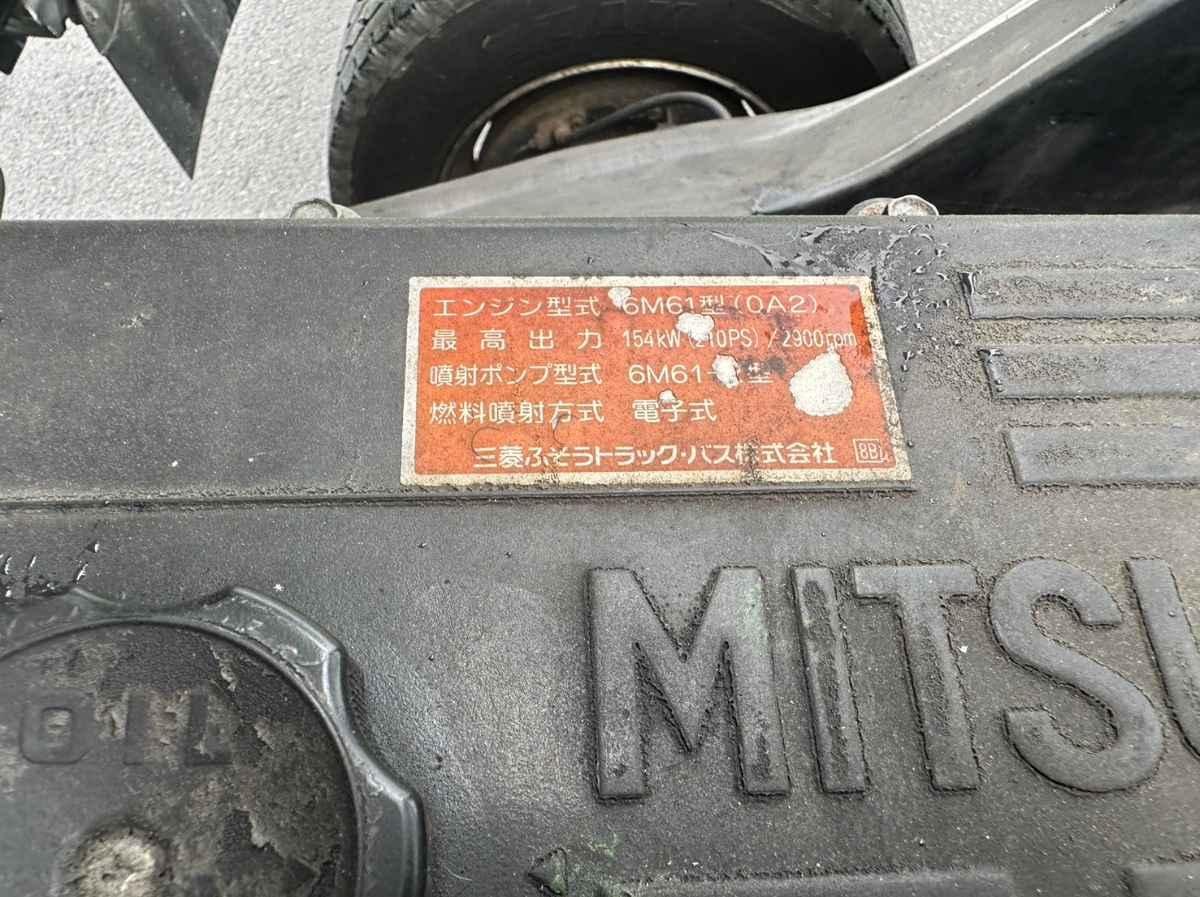 エンジン型式 6M61型(0A2)
最高出力 154kW(210PS)/2900rpm
噴射ポンプ型式 6M61- 型
燃料噴射方式 電子式
三菱ふそうトラック・バス株式会社 8B
MITSU
OIL